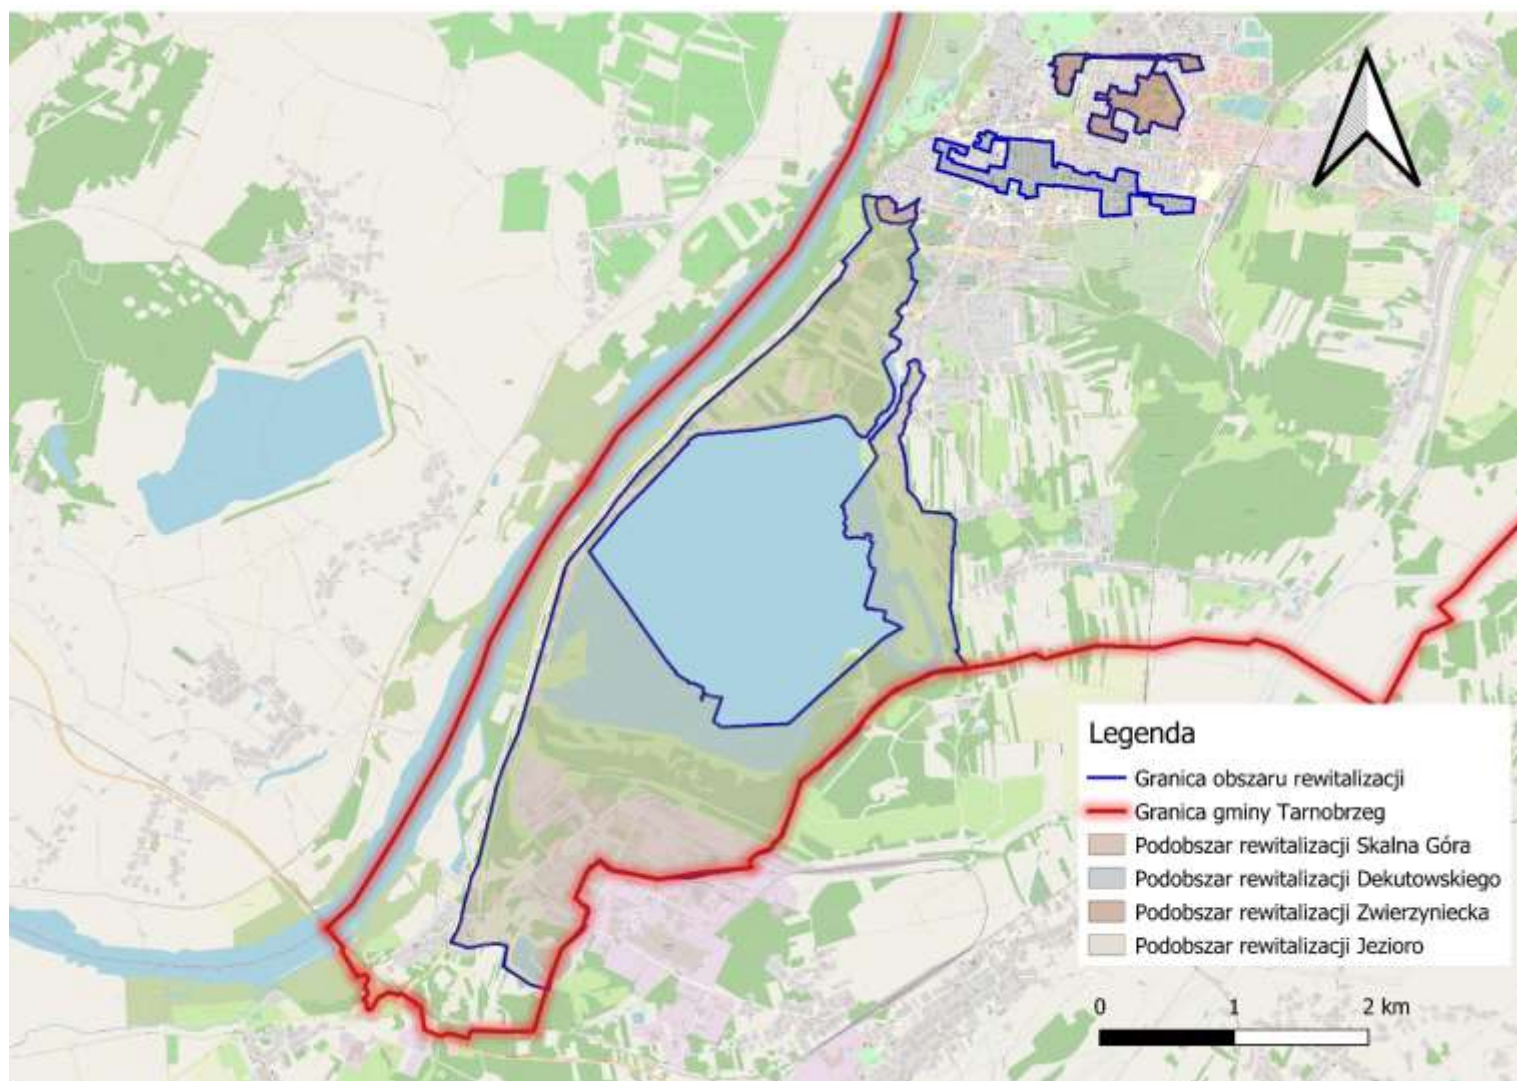 Legenda
Granica obszaru rewitalizacji
Granica gminy Tarnobrzeg
Podobszar rewitalizacji Skalna Góra
Podobszar rewitalizacji Dekutowskiego
Podobszar rewitalizacji Zwierzyniecka
Podobszar rewitalizacji Jezioro
0 1 2 km